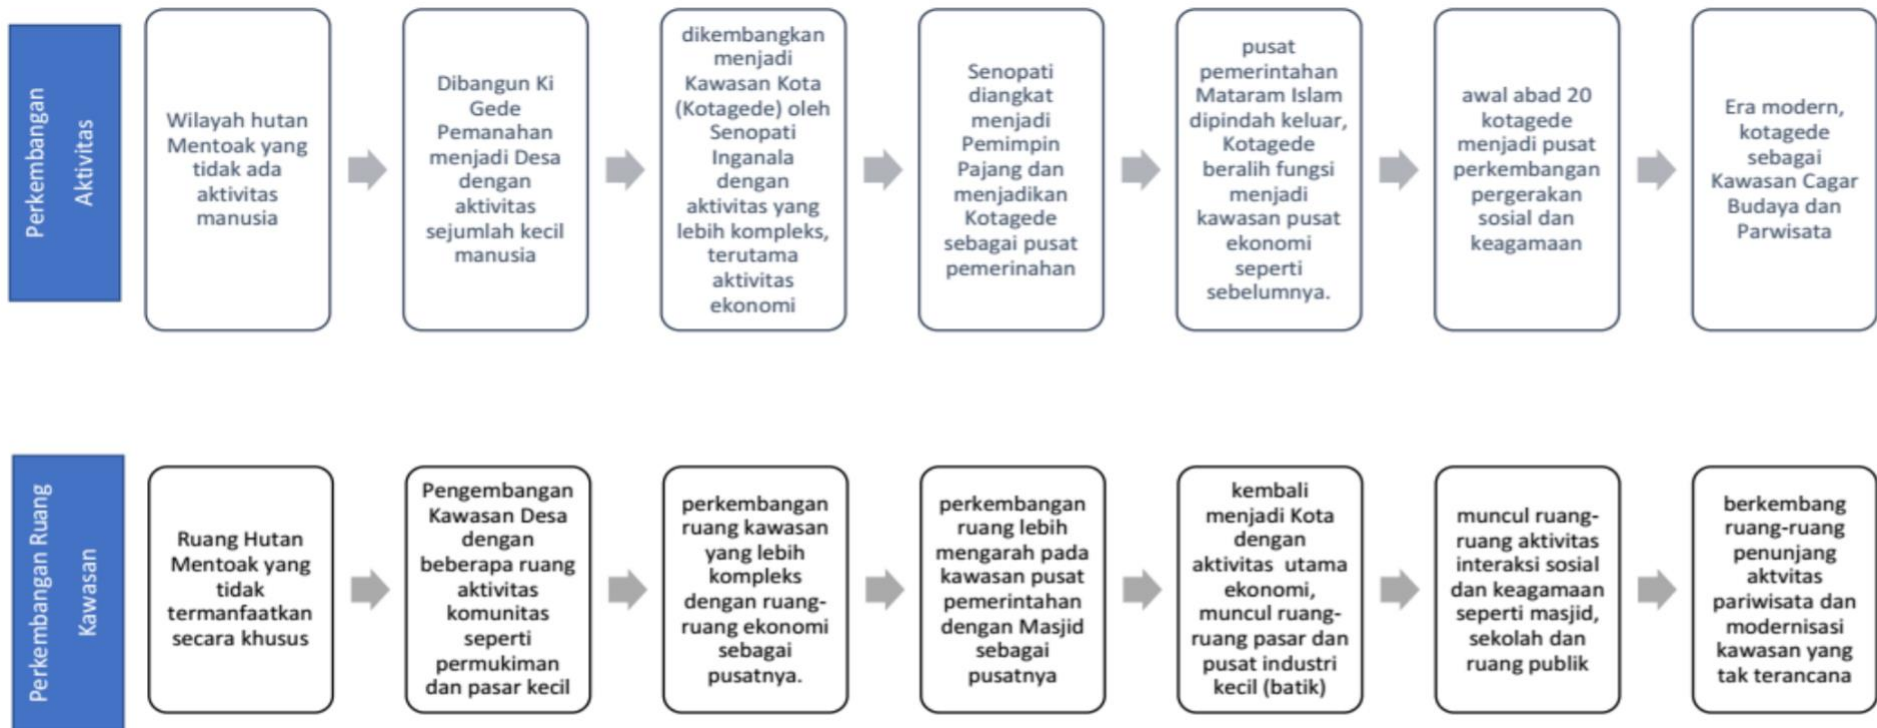 Perkembangan
Aktivitas
Wilayah hutan
Mentoak yang
tidak ada
aktivitas
manusia
Dibangun Ki
Gede
Pemanahan
menjadi Desa
dengan
aktivitas
sejumlah kecil
manusia
dikembangkan
menjadi
Kawasan Kota
(Kotagede) oleh
Senopati
Inganala
dengan
aktivitas yang
lebih kompleks,
terutama
aktivitas
ekonomi
Senopati
diangkat
menjadi
Pemimpin
Pajang dan
menjadikan
Kotagede
sebagai pusat
pemerinahan
pusat
pemerintahan
Mataram Islam
dipindah keluar,
Kotagede
beralih fungsi
menjadi
kawasan pusat
ekonomi
seperti
sebelumnya.
awal abad 20
kotagede
menjadi pusat
perkembangan
pergerakan
sosial dan
keagamaan
Era modern,
kotagede
sebagai
Kawasan Cagar
Budaya dan
Parwisata
Perkembangan Ruang
Kawasan
Ruang Hutan
Mentoak yang
tidak
termanfaatkan
secara khusus
Pengembangan
Kawasan Desa
dengan
beberapa ruang
aktivitas
komunitas
seperti
permukiman
dan pasar kecil
perkembangan
ruang kawasan
yang lebih
kompleks
dengan ruang-
ruang ekonomi
sebagai
pusatnya.
perkembangan
ruang lebih
mengarah pada
kawasan pusat
pemerintahan
dengan Masjid
sebagai
pusatnya
kembali
menjadi Kota
dengan
aktivitas utama
ekonomi,
muncul ruang-
ruang pasar dan
pusat industri
kecil (batik)
muncul ruang-
ruang aktivitas
interaksi sosial
dan keagamaan
seperti masjid,
sekolah dan
ruang publik
berkembang
ruang-ruang
penunjang
aktvitas
pariwisata dan
modernisasi
kawasan yang
tak terancana